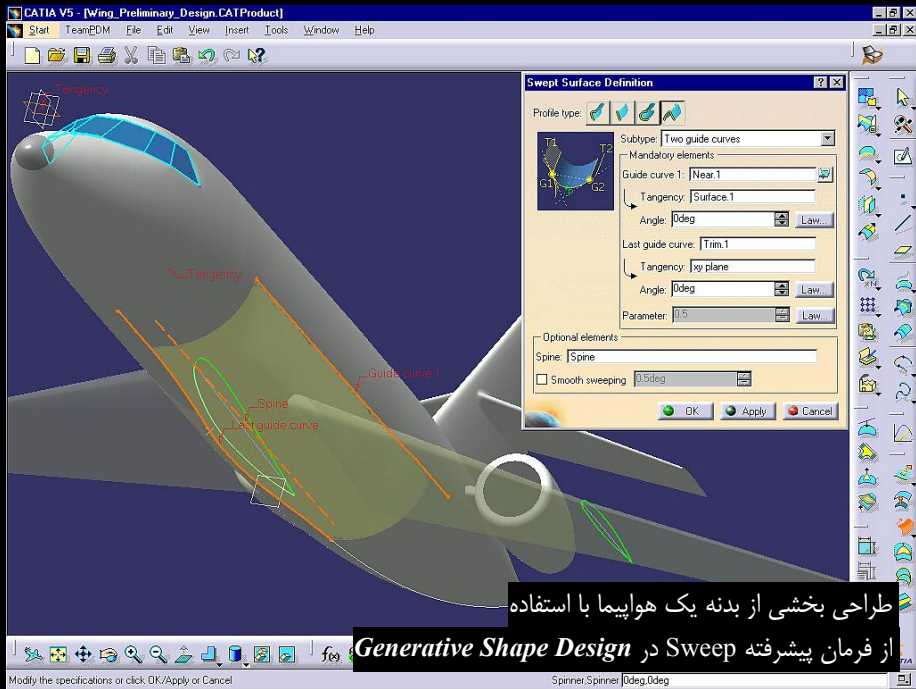 CATIA V5 - [Wing_Preliminary_Design.CATProduct]
Start TeamPDM File Edit View Insert Tools Window Help
Tangency
Tangency
Guide curve 1
Spine
Last guide curve
Swept Surface Definition
Profile type:
Subtype: Two guide curves
Mandatory elements
Guide curve 1: Near.1
Tangency: Surface.1
Angle: 0deg Law...
Last guide curve: Trim.1
Tangency: xy plane
Angle: 0deg Law...
Parameter: 0.5 Law...
Optional elements
Spine: Spine
Smooth sweeping 0.5deg
OK Apply Cancel
T1 T2
G1 G2
طراحی بخشی از بدنه یک هواپیما با استفاده
از فرمان پیشرفته Sweep در Generative Shape Design
f(x)
Modify the specifications or click OK/Apply or Cancel
Spinner,Spinner 0deg,0deg